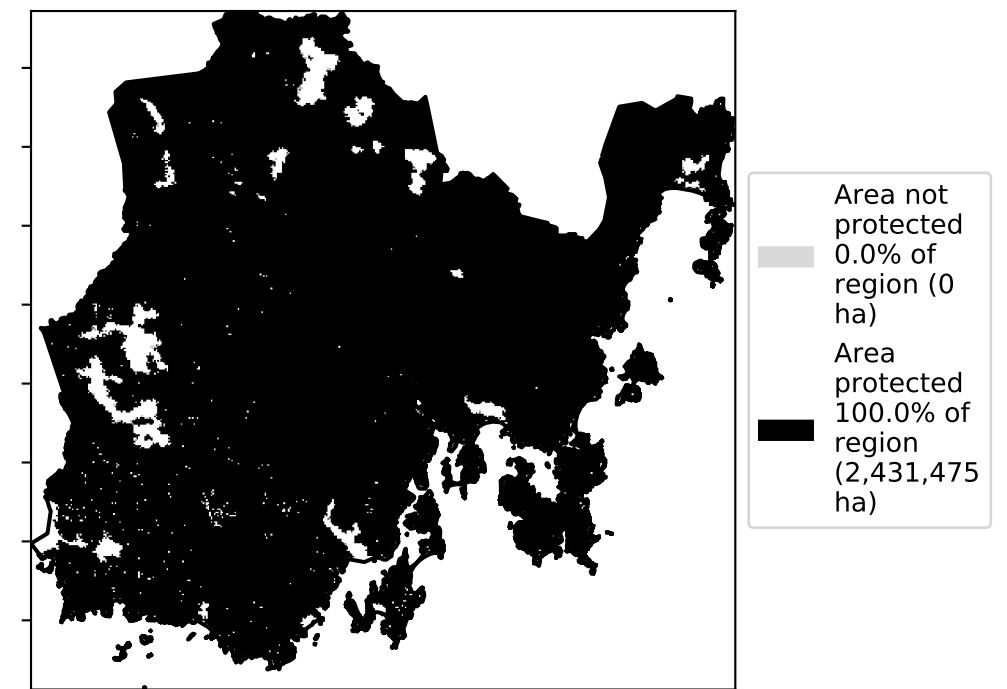 Area not
protected
0.0% of
region (0
ha)
Area
protected
100.0% of
region
(2,431,475
ha)